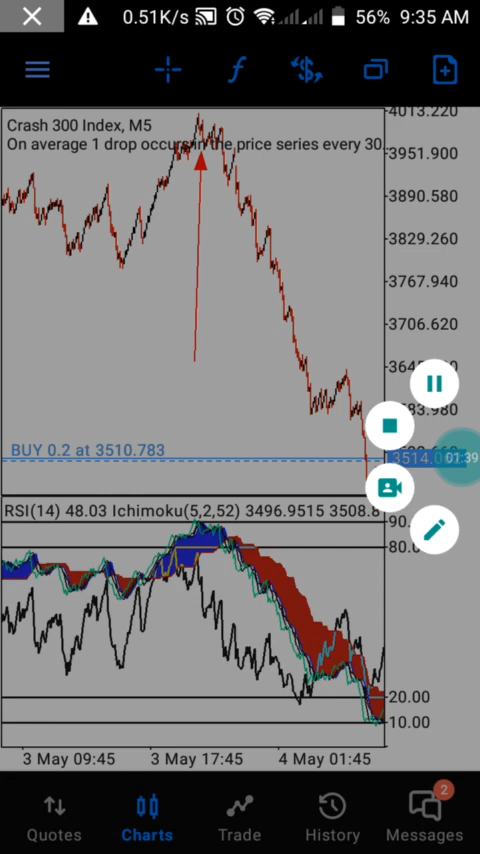 0.51K/s 56% 9:35 AM
Crash 300 Index, M5
On average 1 drop occurs in the price series every 30
4013.220
3951.900
3890.580
3829.260
3767.940
3706.620
BUY 0.2 at 3510.783
3514.0
01:39
RSI(14) 48.03 Ichimoku(5,2,52) 3496.9515 3508.8
90.
80.
20.00
10.00
3 May 09:45 3 May 17:45 4 May 01:45
2
Quotes Charts Trade History Messages